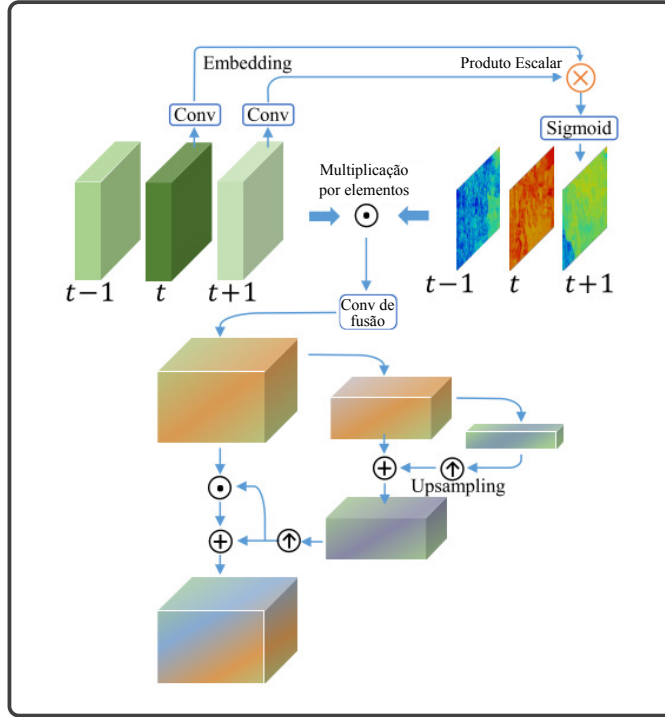 Embedding
Produto Escalar
Conv
Conv
Sigmoid
Multiplicação
por elementos
t−1
t
t+1
t−1
t
t+1
Conv de
fusão
Upsampling